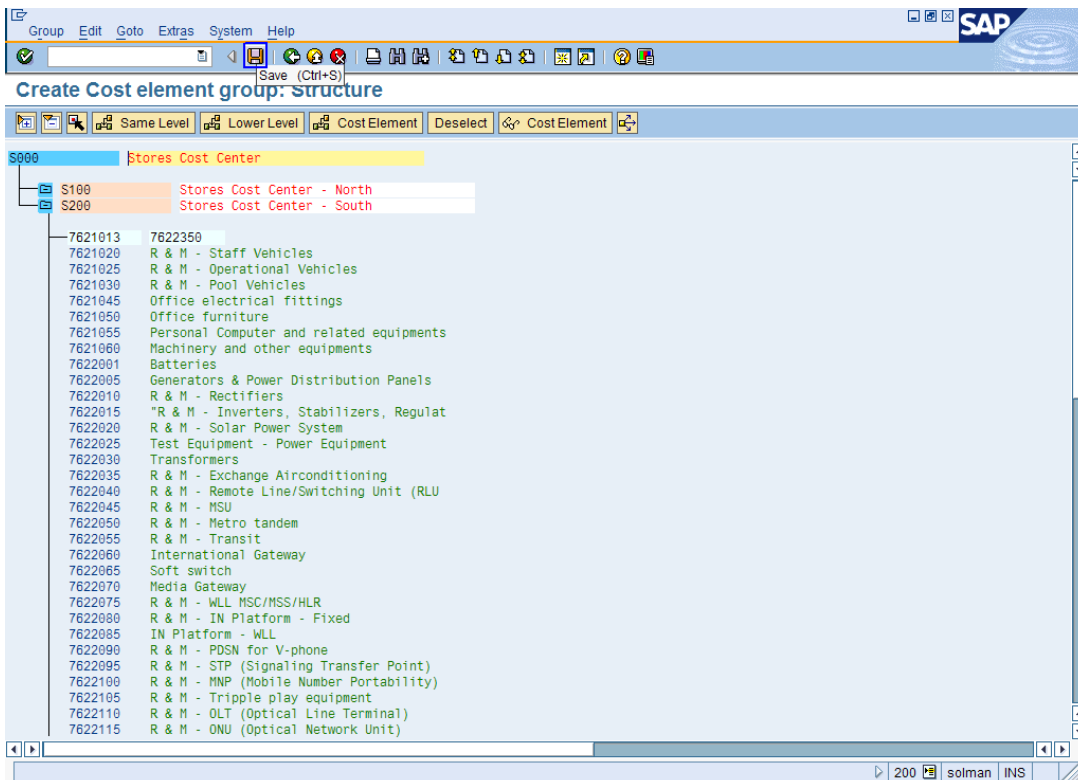 Group Edit Goto Extras System Help
SAP
Save (Ctrl+S)
Create Cost element group: Structure
Same Level Lower Level Cost Element Deselect Cost Element
S000 Stores Cost Center
S100 Stores Cost Center - North
S200 Stores Cost Center - South
7621013 7622350
7621020 R & M - Staff Vehicles
7621025 R & M - Operational Vehicles
7621030 R & M - Pool Vehicles
7621045 Office electrical fittings
7621050 Office furniture
7621055 Personal Computer and related equipments
7621060 Machinery and other equipments
7622001 Batteries
7622005 Generators & Power Distribution Panels
7622010 R & M - Rectifiers
7622015 "R & M - Inverters, Stabilizers, Regulat
7622020 R & M - Solar Power System
7622025 Test Equipment - Power Equipment
7622030 Transformers
7622035 R & M - Exchange Airconditioning
7622040 R & M - Remote Line/Switching Unit (RLU
7622045 R & M - MSU
7622050 R & M - Metro tandem
7622055 R & M - Transit
7622060 International Gateway
7622065 Soft switch
7622070 Media Gateway
7622075 R & M - WLL MSC/MSS/HLR
7622080 R & M - IN Platform - Fixed
7622085 IN Platform - WLL
7622090 R & M - PDSN for V-phone
7622095 R & M - STP (Signaling Transfer Point)
7622100 R & M - MNP (Mobile Number Portability)
7622105 R & M - Tripple play equipment
7622110 R & M - OLT (Optical Line Terminal)
7622115 R & M - ONU (Optical Network Unit)
200 solman INS